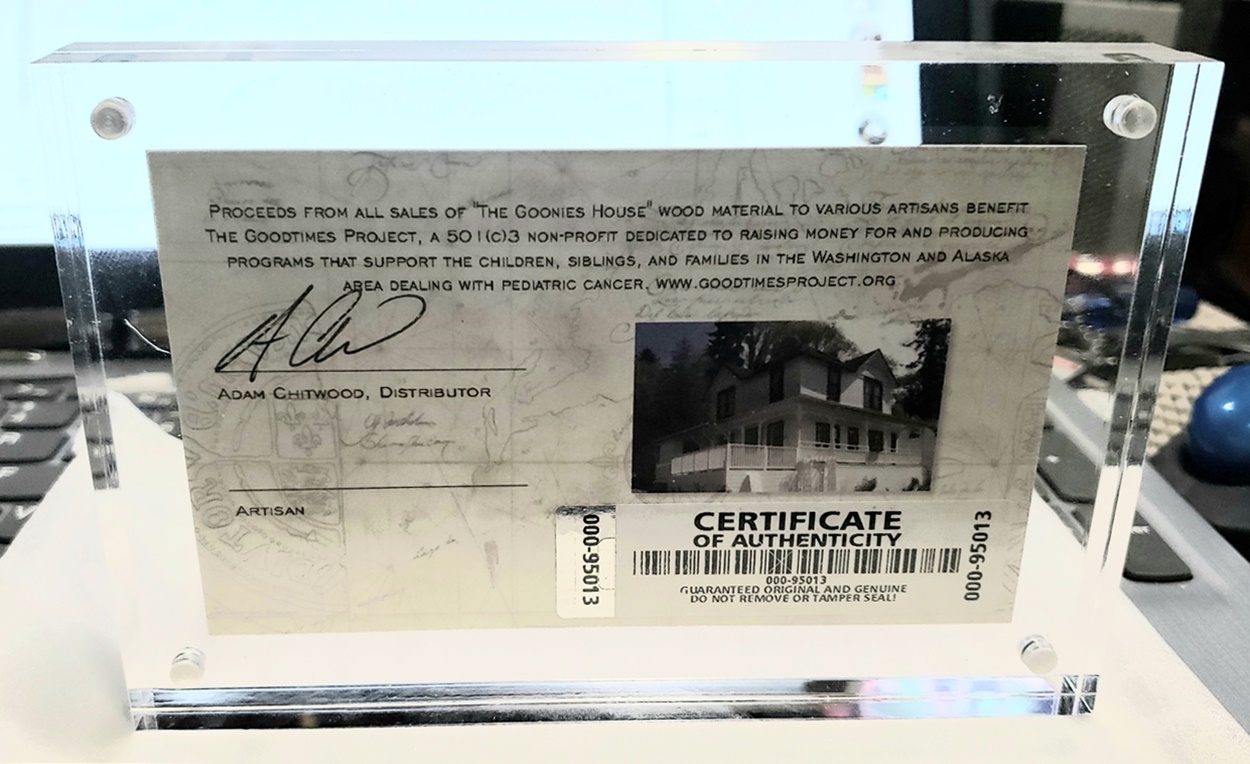 PROCEEDS FROM ALL SALES OF "THE GOONIES HOUSE" WOOD MATERIAL TO VARIOUS ARTISANS BENEFIT
THE GOODTIMES PROJECT, A 501(C)3 NON-PROFIT DEDICATED TO RAISING MONEY FOR AND PRODUCING
PROGRAMS THAT SUPPORT THE CHILDREN, SIBLINGS, AND FAMILIES IN THE WASHINGTON AND ALASKA
AREA DEALING WITH PEDIATRIC CANCER. WWW.GOODTIMESPROJECT.ORG
ADAM CHITWOOD, DISTRIBUTOR
ARTISAN
000-95013
CERTIFICATE
OF AUTHENTICITY
000-95013
GUARANTEED ORIGINAL AND GENUINE
DO NOT REMOVE OR TAMPER SEAL!
000-95013